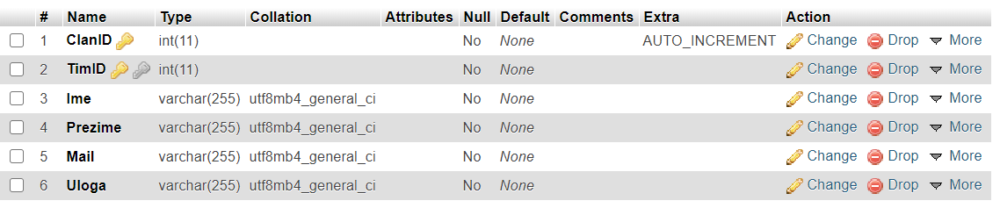 # Name Type Collation Attributes Null Default Comments Extra Action
1 ClanID int(11) No None AUTO_INCREMENT Change Drop More
2 TimID int(11) No None Change Drop More
3 Ime varchar(255) utf8mb4_general_ci No None Change Drop More
4 Prezime varchar(255) utf8mb4_general_ci No None Change Drop More
5 Mail varchar(255) utf8mb4_general_ci No None Change Drop More
6 Uloga varchar(255) utf8mb4_general_ci No None Change Drop More